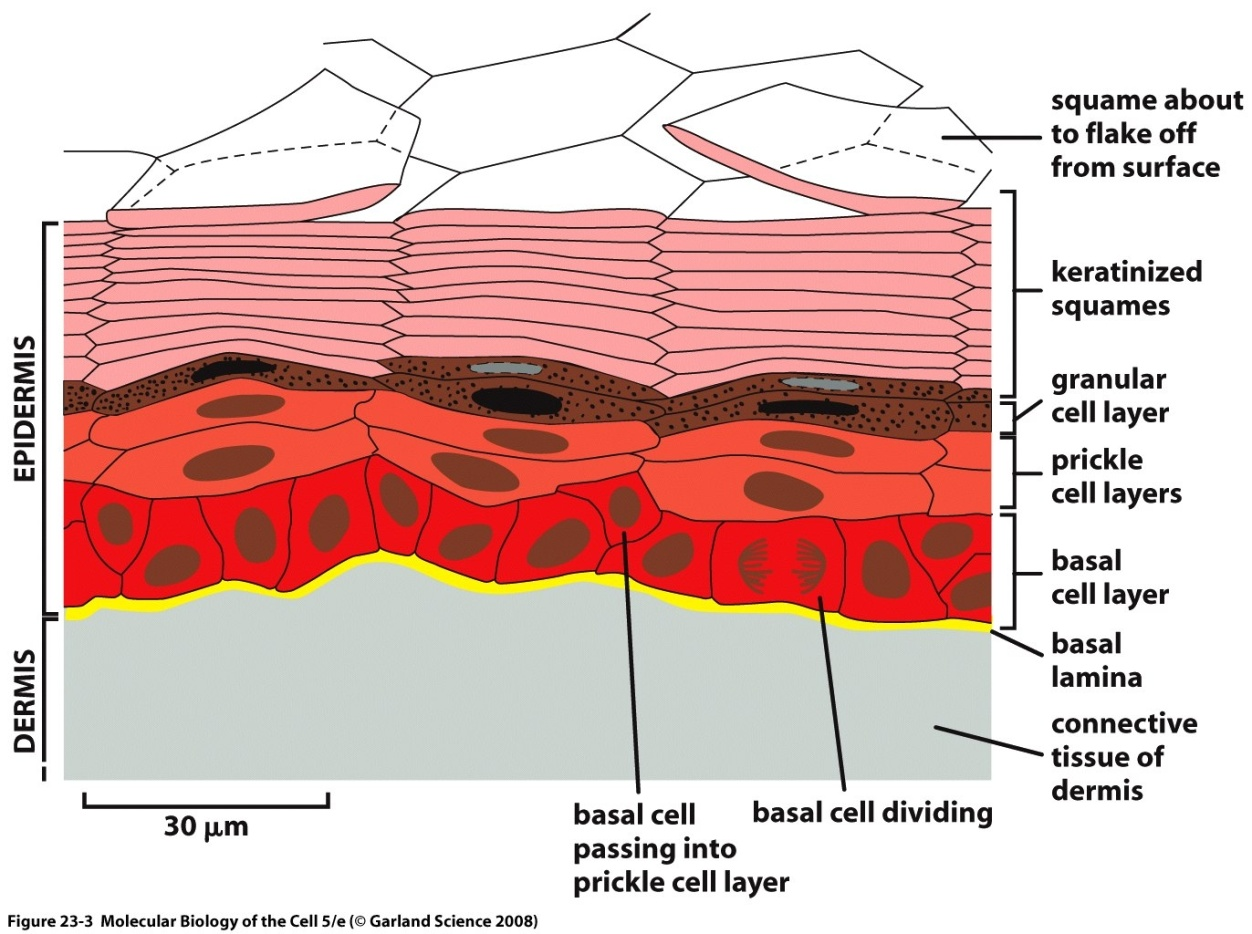 squame about
to flake off
from surface
keratinized
squames
granular
cell layer
prickle
cell layers
basal
cell layer
basal
lamina
connective
tissue of
dermis
EPIDERMIS
DERMIS
30 μm
basal cell
passing into
prickle cell layer
basal cell dividing
Figure 23-3 Molecular Biology of the Cell 5/e (© Garland Science 2008)